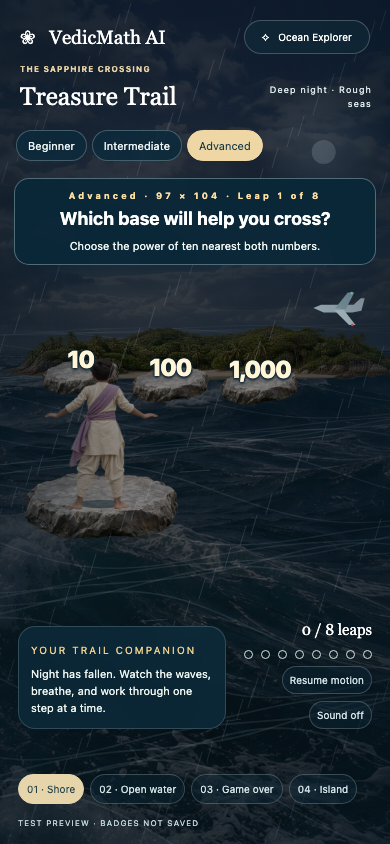 VedicMath AI
Ocean Explorer
THE SAPPHIRE CROSSING
Treasure Trail
Deep night · Rough
seas
Beginner
Intermediate
Advanced
Advanced · 97 × 104 · Leap 1 of 8
Which base will help you cross?
Choose the power of ten nearest both numbers.
10
100
1,000
0 / 8 leaps
YOUR TRAIL COMPANION
Night has fallen. Watch the waves,
breathe, and work through one
step at a time.
Resume motion
Sound off
01 · Shore
02 · Open water
03 · Game over
04 · Island
TEST PREVIEW · BADGES NOT SAVED